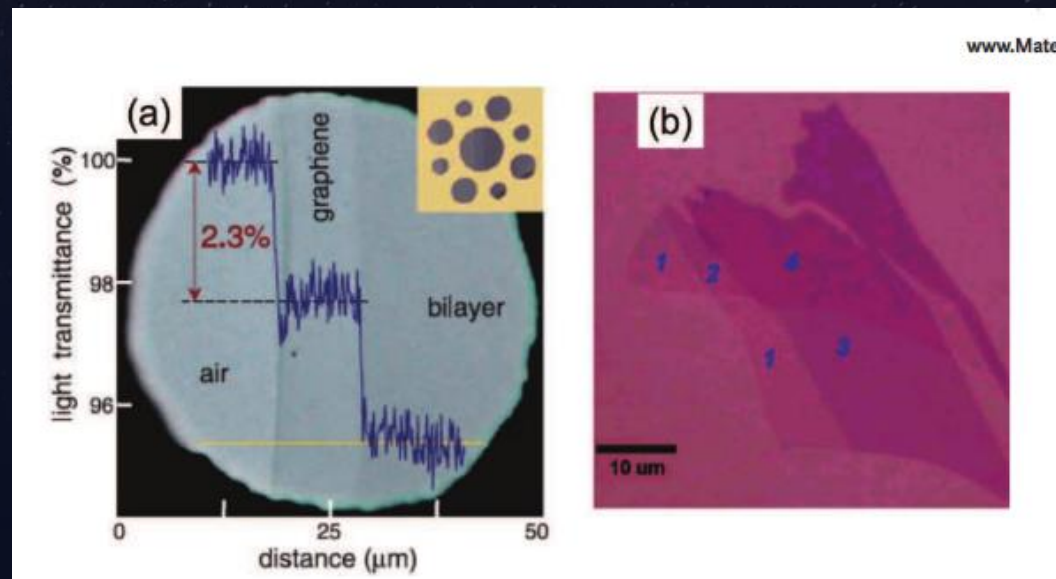 www.Mate
(a)
light transmittance (%)
100
98
96
2.3%
graphene
bilayer
air
0
25
50
distance (μm)
(b)
1
2
4
1
3
10 um